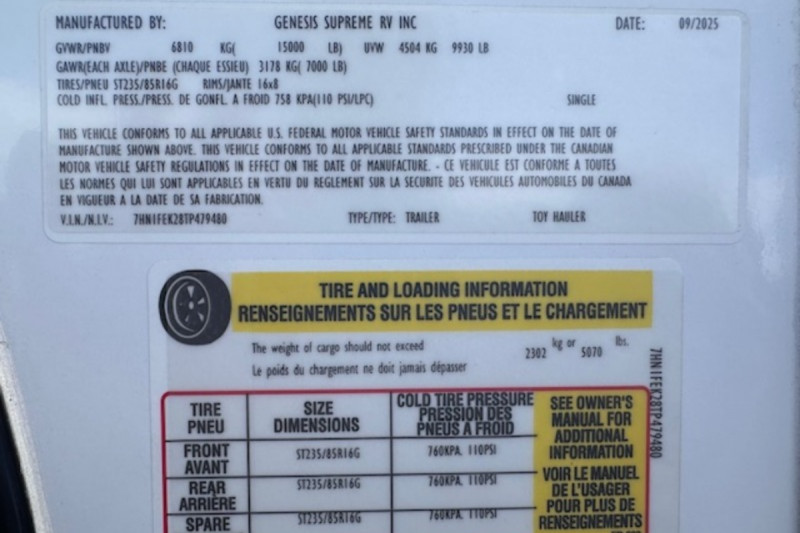 MANUFACTURED BY: GENESIS SUPREME RV INC DATE: 09/2025
GVWR/PNBV 6810 KG( 15000 LB) UVW 4504 KG 9930 LB
GAWR(EACH AXLE)/PNBE (CHAQUE ESSIEU) 3178 KG( 7000 LB)
TIRES/PNEU ST235/85R16G RIMS/JANTE 16x8
COLD INFL. PRESS./PRESS. DE GONFL. A FROID 758 KPA(110 PSI/LPC) SINGLE
THIS VEHICLE CONFORMS TO ALL APPLICABLE U.S. FEDERAL MOTOR VEHICLE SAFETY STANDARDS IN EFFECT ON THE DATE OF
MANUFACTURE SHOWN ABOVE. THIS VEHICLE CONFORMS TO ALL APPLICABLE STANDARDS PRESCRIBED UNDER THE CANADIAN
MOTOR VEHICLE SAFETY REGULATIONS IN EFFECT ON THE DATE OF MANUFACTURE. - CE VEHICULE EST CONFORME A TOUTES
LES NORMES QUI LUI SONT APPLICABLES EN VERTU DU REGLEMENT SUR LA SECURITE DES VEHICULES AUTOMOBILES DU CANADA
EN VIGUEUR A LA DATE DE SA FABRICATION.
V.I.N./N.I.V.: 7HN1FEK28TP479480 TYPE/TYPE: TRAILER TOY HAULER
TIRE AND LOADING INFORMATION
RENSEIGNEMENTS SUR LES PNEUS ET LE CHARGEMENT
The weight of cargo should not exceed 2302 kg or 5070 lbs.
Le poids du chargement ne doit jamais dépasser
7HN1FEK28TP479480
TIRE
PNEU
SIZE
DIMENSIONS
COLD TIRE PRESSURE
PRESSION DES
PNEUS A FROID
SEE OWNER'S
MANUAL FOR
ADDITIONAL
INFORMATION
VOIR LE MANUEL
DE L'USAGER
POUR PLUS DE
RENSEIGNEMENTS
FRONT
AVANT
ST235/85R16G
760KPA, 110PSI
REAR
ARRIÈRE
ST235/85R16G
760KPA, 110PSI
SPARE
ST235/85R16G
760KPA, 110PSI